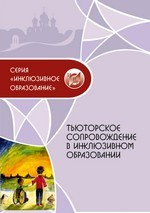 СЕРИЯ
«ИНКЛЮЗИВНОЕ
ОБРАЗОВАНИЕ»
ТЬЮТОРСКОЕ
СОПРОВОЖДЕНИЕ
В ИНКЛЮЗИВНОМ
ОБРАЗОВАНИИ